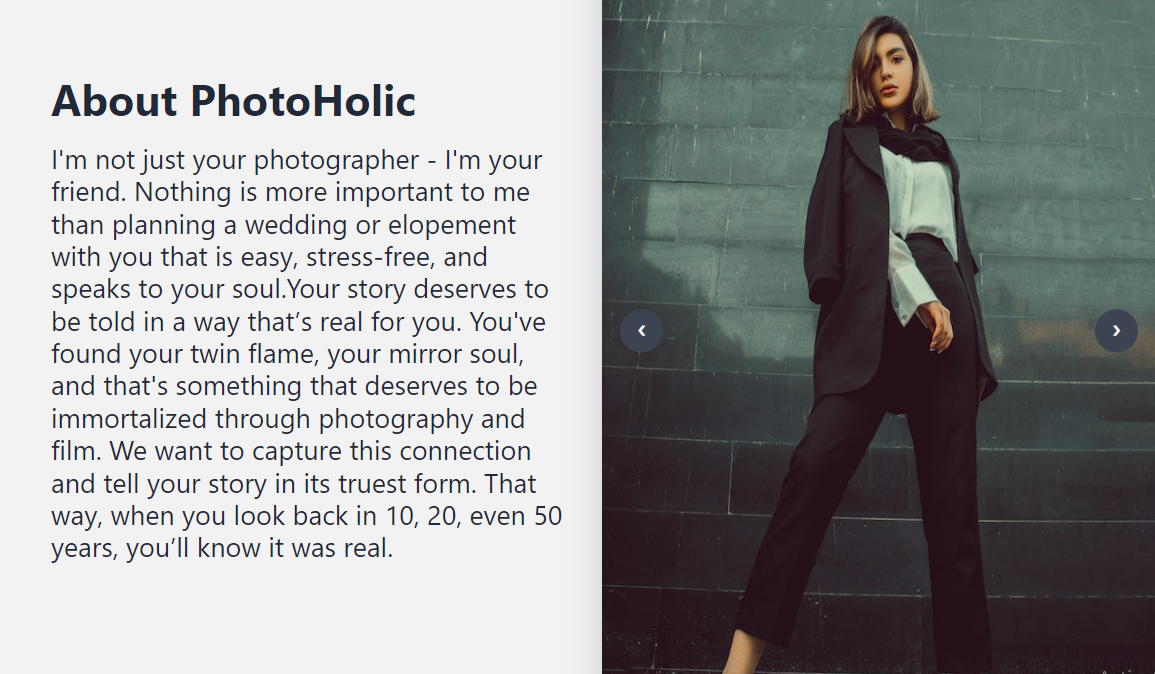 About PhotoHolic
I'm not just your photographer - I'm your
friend. Nothing is more important to me
than planning a wedding or elopement
with you that is easy, stress-free, and
speaks to your soul.Your story deserves to
be told in a way that’s real for you. You've
found your twin flame, your mirror soul,
and that's something that deserves to be
immortalized through photography and
film. We want to capture this connection
and tell your story in its truest form. That
way, when you look back in 10, 20, even 50
years, you’ll know it was real.